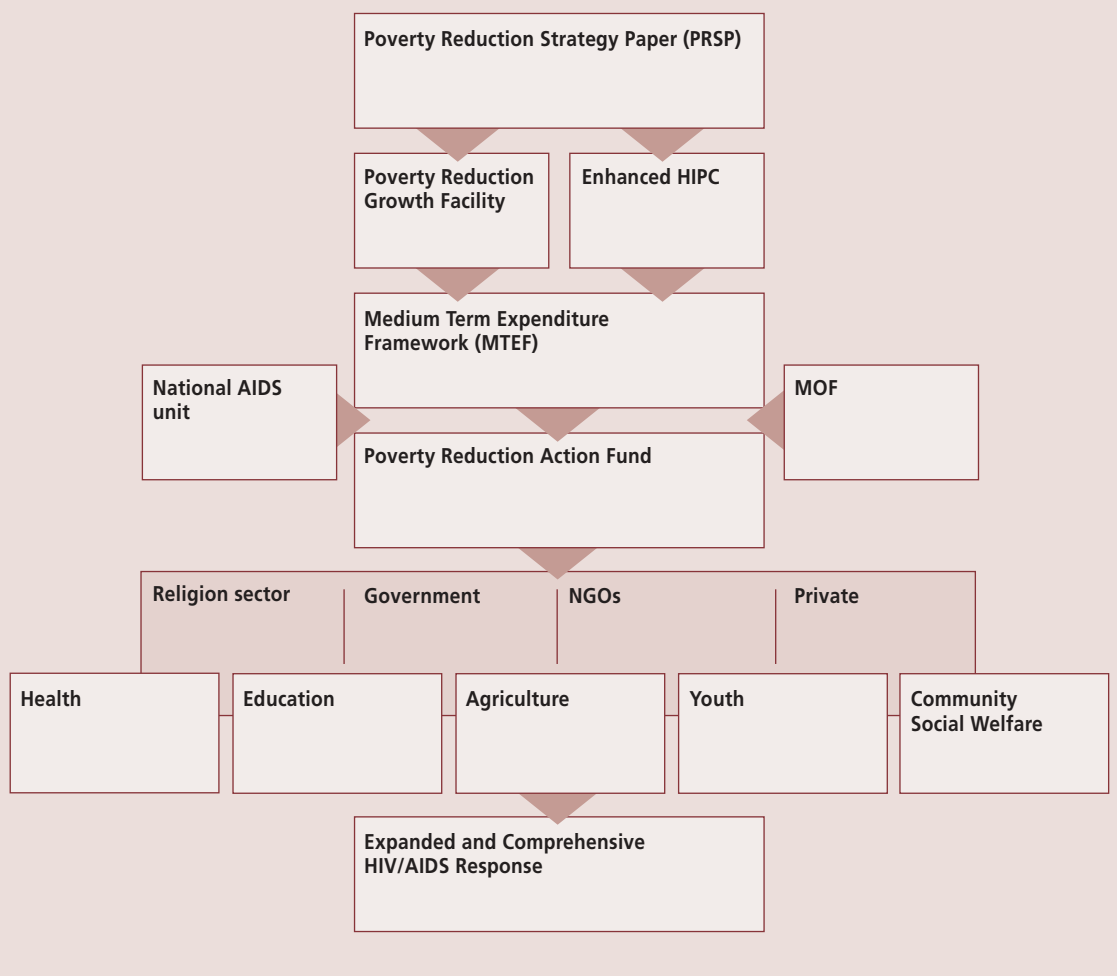 Poverty Reduction Strategy Paper (PRSP)
Poverty Reduction
Growth Facility
Enhanced HIPC
Medium Term Expenditure
Framework (MTEF)
National AIDS
unit
MOF
Poverty Reduction Action Fund
Religion sector
Government
NGOs
Private
Health
Education
Agriculture
Youth
Community
Social Welfare
Expanded and Comprehensive
HIV/AIDS Response